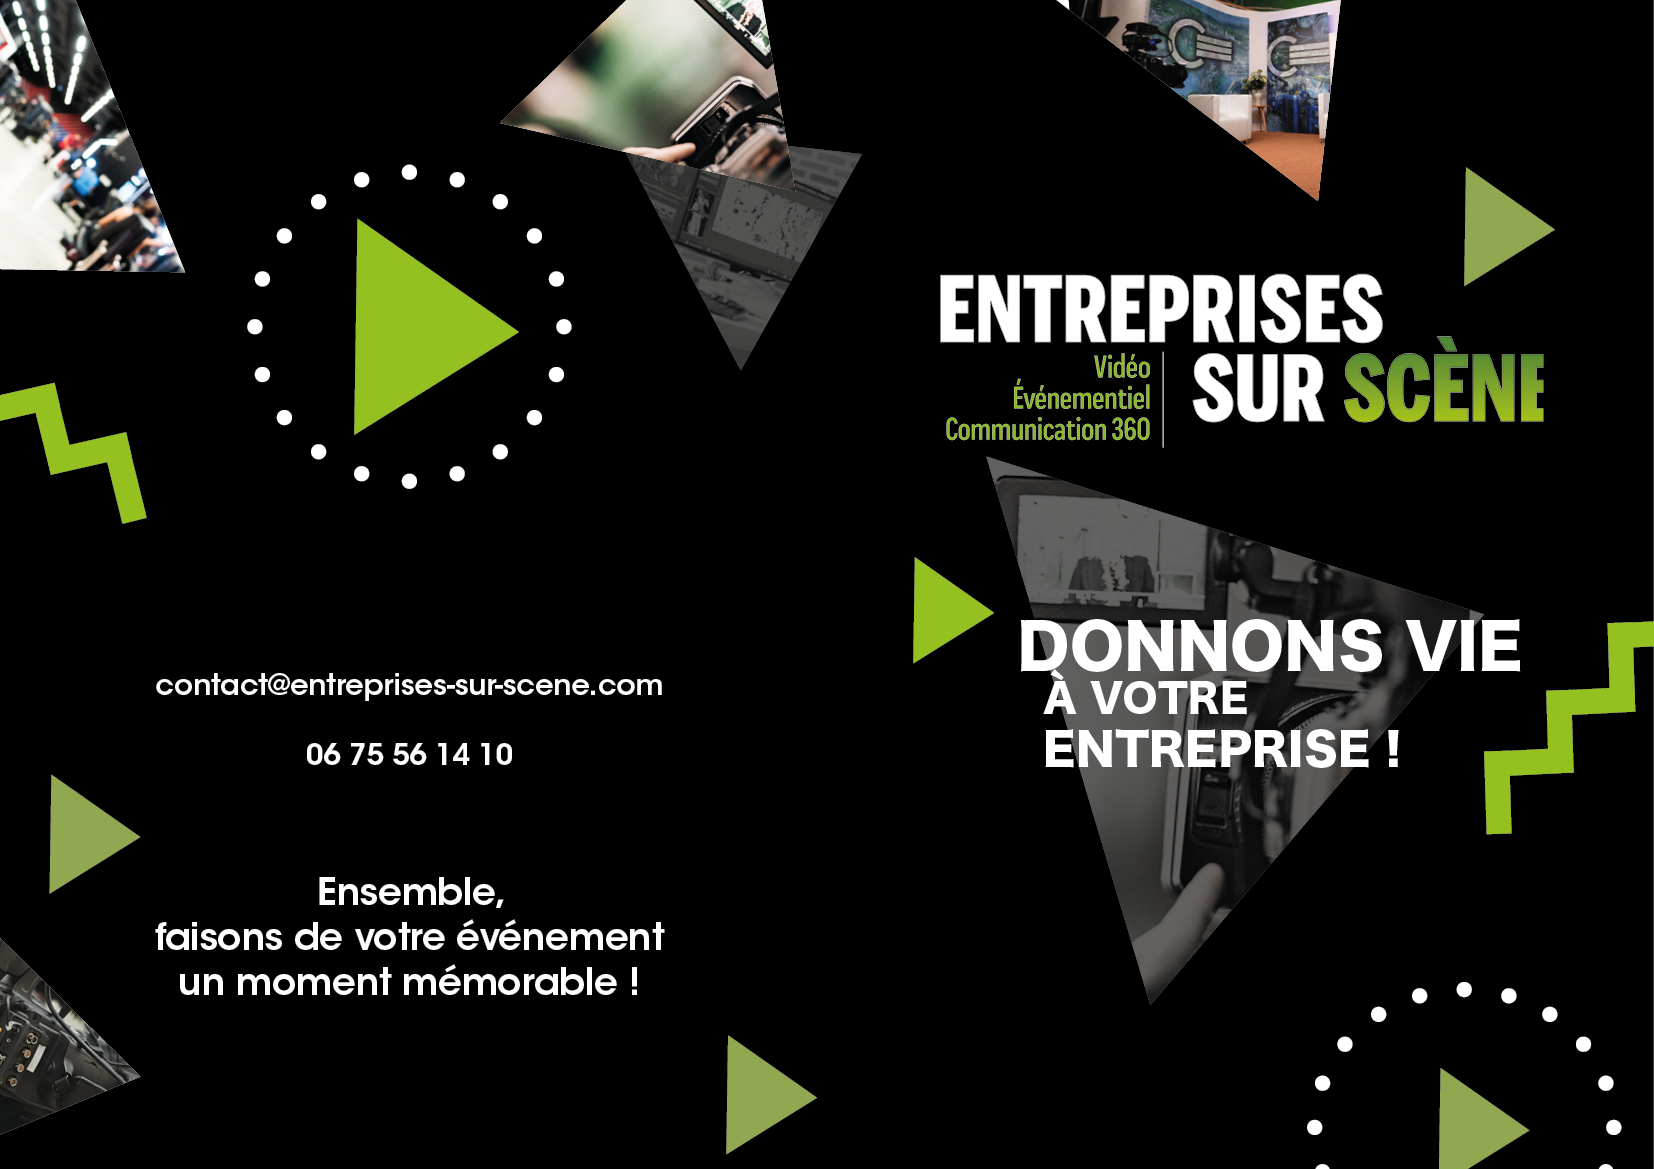 contact@entreprises-sur-scene.com
06 75 56 14 10
Ensemble,
faisons de votre événement
un moment mémorable !
ENTREPRISES
SUR SCÈNE
Vidéo
Événementiel
Communication 360
DONNONS VIE
À VOTRE
ENTREPRISE !